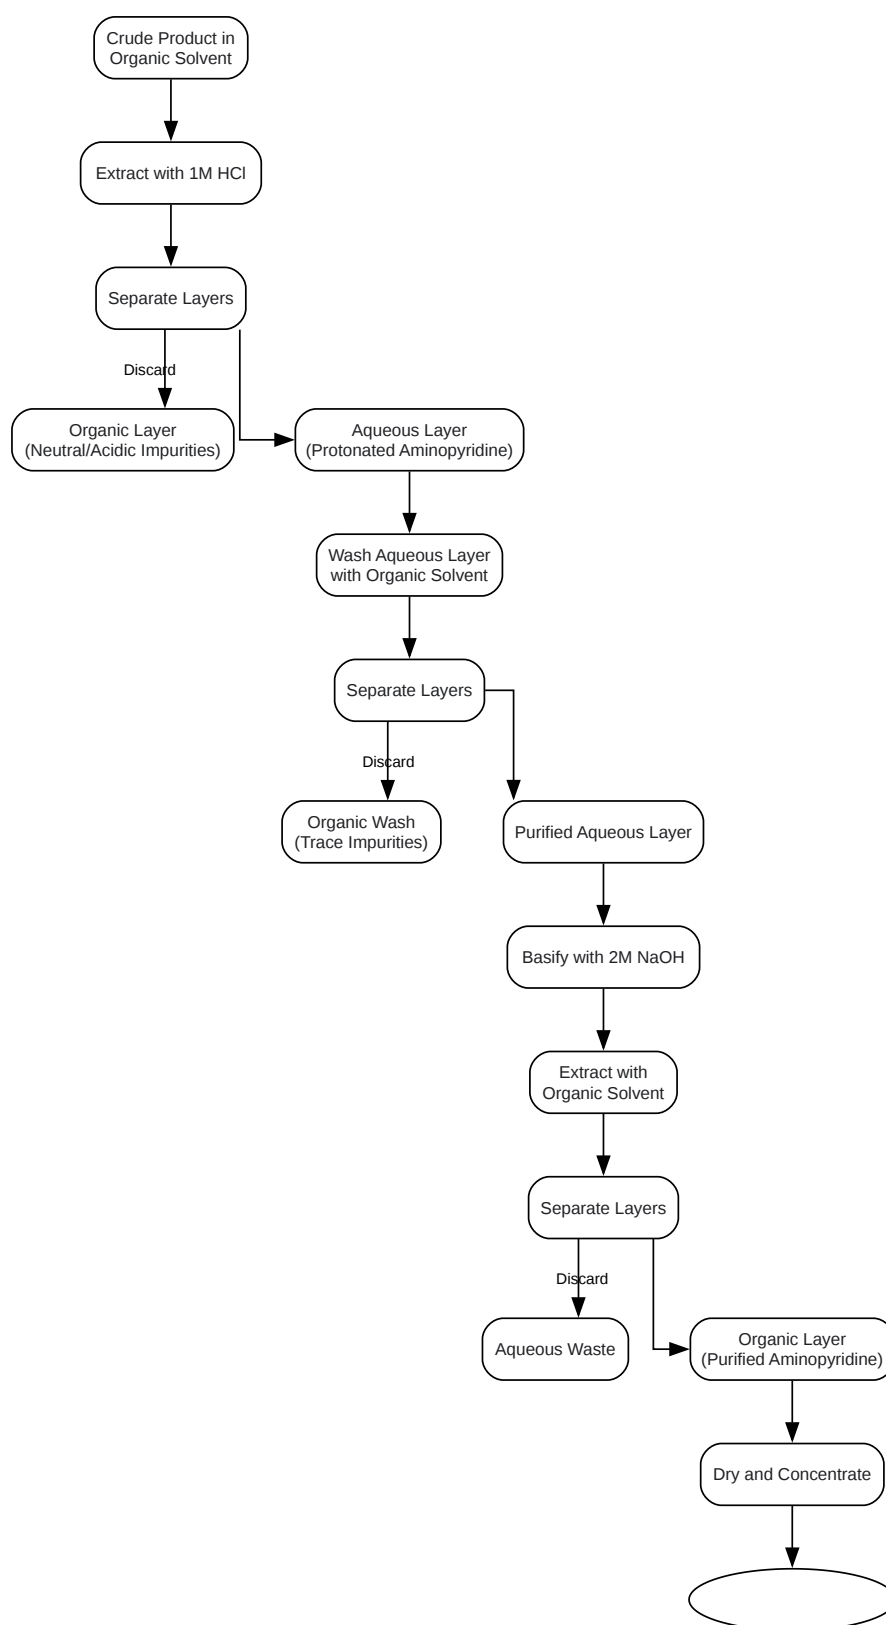 Crude Product in
Organic Solvent
Extract with 1M HCl
Separate Layers
Discard
Organic Layer
(Neutral/Acidic Impurities)
Aqueous Layer
(Protonated Aminopyridine)
Wash Aqueous Layer
with Organic Solvent
Separate Layers
Discard
Organic Wash
(Trace Impurities)
Purified Aqueous Layer
Basify with 2M NaOH
Extract with
Organic Solvent
Separate Layers
Discard
Aqueous Waste
Organic Layer
(Purified Aminopyridine)
Dry and Concentrate